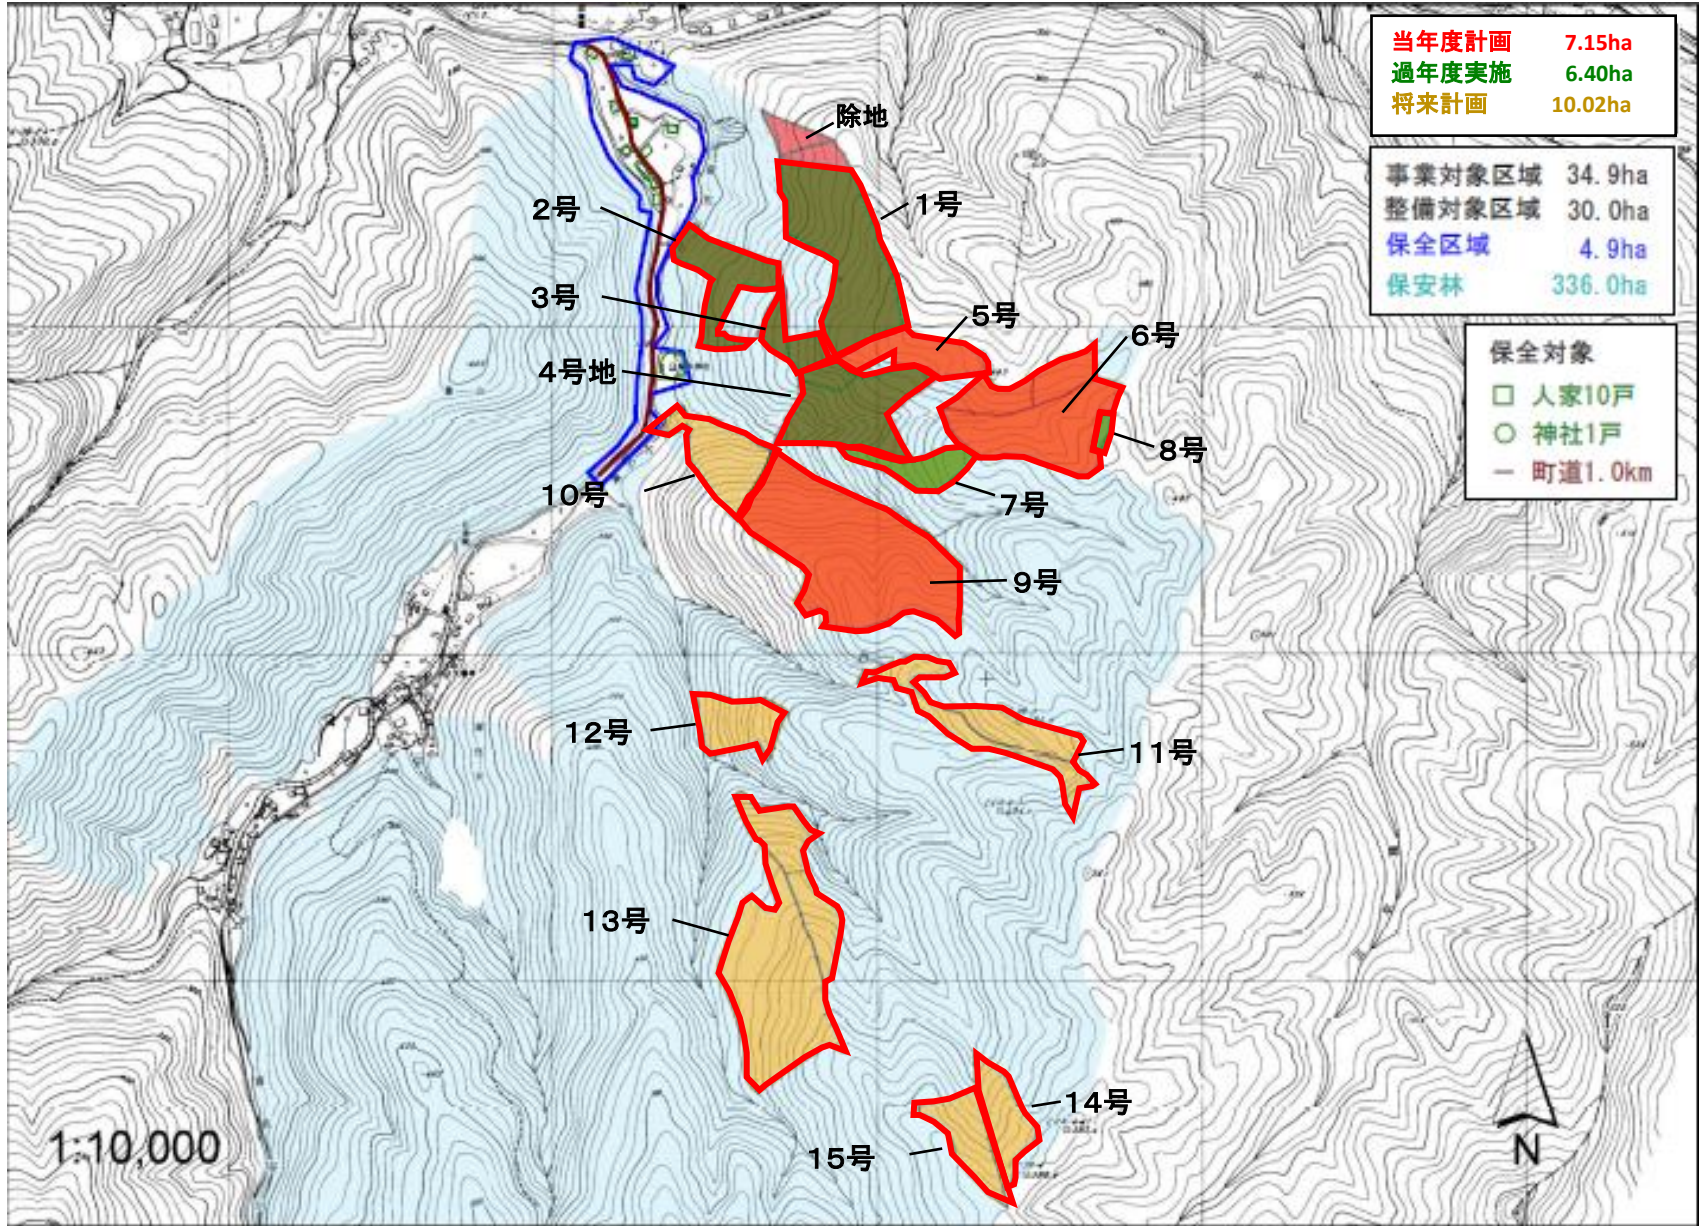 当年度計画 7.15ha
過年度実施 6.40ha
将来計画 10.02ha
事業対象区域 34.9ha
整備対象区域 30.0ha
保全区域 4.9ha
保安林 336.0ha
保全対象
□ 人家10戸
○ 神社1戸
― 町道1.0km
除地
1号
2号
3号
4号地
5号
6号
8号
7号
10号
9号
12号
11号
13号
14号
15号
1:10,000
N